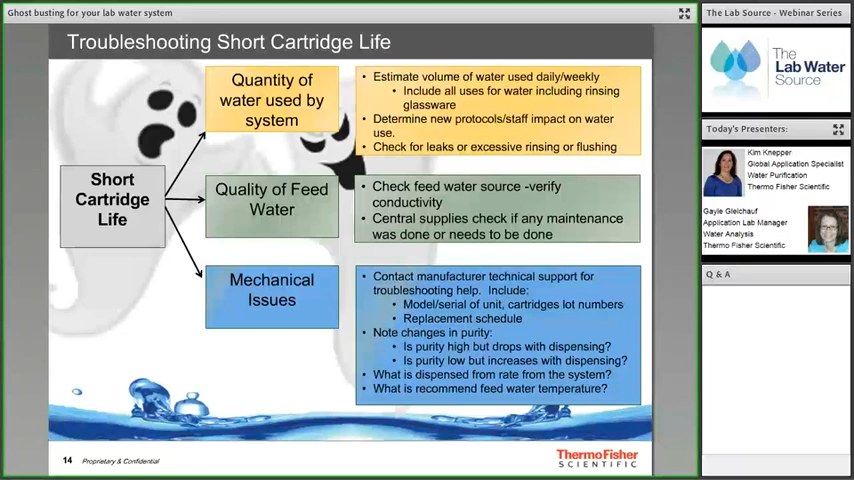 Ghost busting for your lab water system
Troubleshooting Short Cartridge Life
Short
Cartridge
Life
Quantity of
water used by
system
• Estimate volume of water used daily/weekly
• Include all uses for water including rinsing
glassware
• Determine new protocols/staff impact on water
use.
• Check for leaks or excessive rinsing or flushing
Quality of Feed
Water
• Check feed water source -verify
conductivity
• Central supplies check if any maintenance
was done or needs to be done
Mechanical
Issues
• Contact manufacturer technical support for
troubleshooting help. Include:
• Model/serial of unit, cartridges lot numbers
• Replacement schedule
• Note changes in purity:
• Is purity high but drops with dispensing?
• Is purity low but increases with dispensing?
• What is dispensed from rate from the system?
• What is recommend feed water temperature?
14 Proprietary & Confidential
ThermoFisher
SCIENTIFIC
The Lab Source - Webinar Series
The
Lab Water
Source
Today's Presenters:
Kim Knepper
Global Application Specialist
Water Purification
Thermo Fisher Scientific
Gayle Gleichauf
Application Lab Manager
Water Analysis
Thermo Fisher Scientific
Q & A